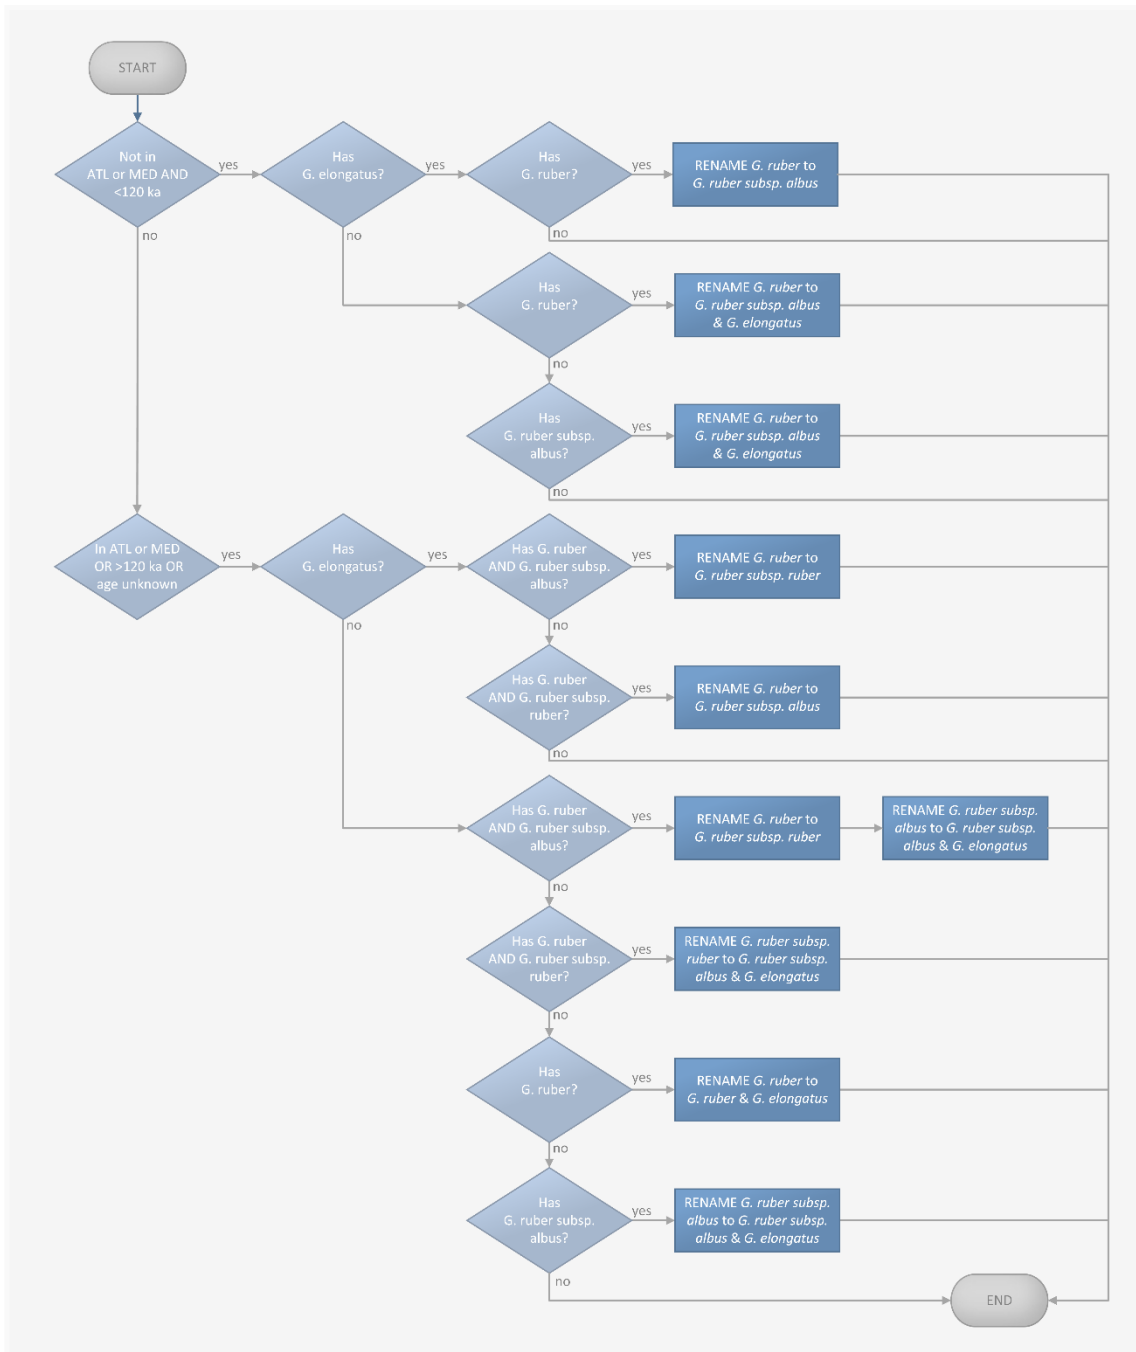 START
Not in
ATL or MED AND
<120 ka
yes
no
Has
G. elongatus?
yes
no
Has
G. ruber?
yes
no
RENAME G. ruber to
G. ruber subsp. albus
Has
G. ruber?
yes
no
RENAME G. ruber to
G. ruber subsp. albus
& G. elongatus
Has
G. ruber subsp.
albus?
yes
no
RENAME G. ruber to
G. ruber subsp. albus
& G. elongatus
In ATL or MED
OR >120 ka OR
age unknown
yes
Has
G. elongatus?
yes
no
Has G. ruber
AND G. ruber subsp.
albus?
yes
no
RENAME G. ruber to
G. ruber subsp. ruber
Has G. ruber
AND G. ruber subsp.
ruber?
yes
no
RENAME G. ruber to
G. ruber subsp. albus
Has G. ruber
AND G. ruber subsp.
albus?
yes
no
RENAME G. ruber to
G. ruber subsp. ruber
RENAME G. ruber subsp.
albus to G. ruber subsp.
albus & G. elongatus
Has G. ruber
AND G. ruber subsp.
ruber?
yes
no
RENAME G. ruber subsp.
ruber to G. ruber subsp.
albus & G. elongatus
Has
G. ruber?
yes
no
RENAME G. ruber to
G. ruber & G. elongatus
Has
G. ruber subsp.
albus?
yes
no
RENAME G. ruber subsp.
albus to G. ruber subsp.
albus & G. elongatus
END